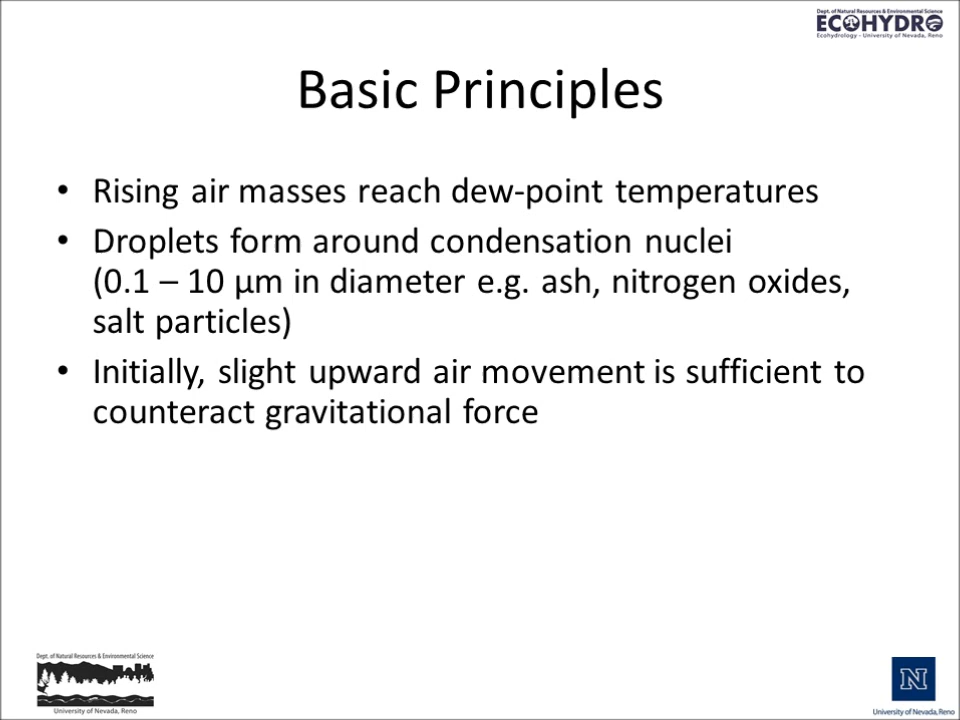 Dept. of Natural Resources & Environmental Science
ECOHYDRO
Ecohydrology - University of Nevada, Reno
Basic Principles
• Rising air masses reach dew-point temperatures
• Droplets form around condensation nuclei
(0.1 – 10 µm in diameter e.g. ash, nitrogen oxides,
salt particles)
• Initially, slight upward air movement is sufficient to
counteract gravitational force
Dept. of Natural Resources & Environmental Science
University of Nevada, Reno
N
University of Nevada, Reno